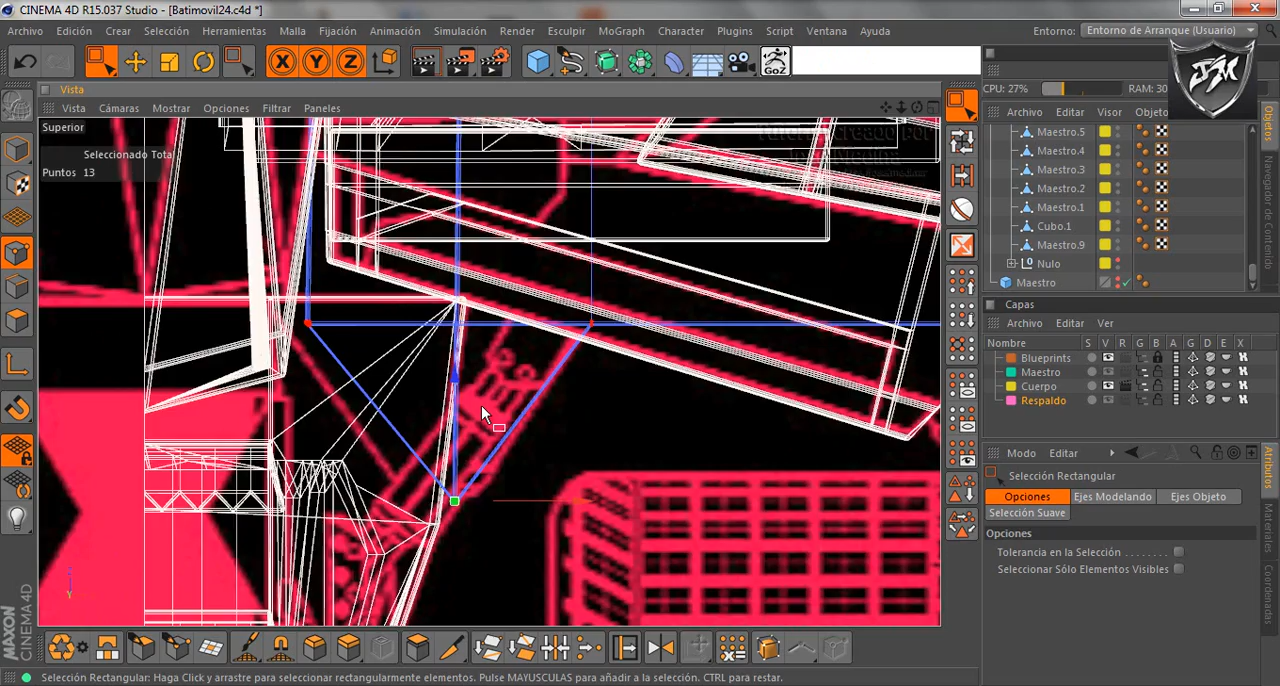 CINEMA 4D R15.037 Studio - [Batimovil24.c4d *]
Archivo Edición Crear Selección Herramientas Malla Fijación Animación Simulación Render Esculpir MoGraph Character Plugins Script Ventana Ayuda Entorno: Entorno de Arranque (Usuario)
X Y Z GoZ
JM
Vista CPU: 27% RAM: 30
Vista Cámaras Mostrar Opciones Filtrar Paneles Archivo Editar Visor Objeto
Superior
Seleccionado Total
Puntos 13
Maestro.5
Maestro.4
Maestro.3
Maestro.2
Maestro.1
Cubo.1
Maestro.9
Nulo
Maestro
Objetos
Navegador de Contenido
Capas
Archivo Editar Ver
Nombre S V R G B A G D E X
Blueprints
Maestro
Cuerpo
Respaldo
Modo Editar
Selección Rectangular
Opciones Ejes Modelando Ejes Objeto
Selección Suave
Opciones
Tolerancia en la Selección
Seleccionar Sólo Elementos Visibles
Atributos
Materiales
Coordenadas
MAXON
CINEMA 4D
Selección Rectangular: Haga Click y arrastre para seleccionar rectangularmente elementos. Pulse MAYUSCULAS para añadir a la selección. CTRL para restar.